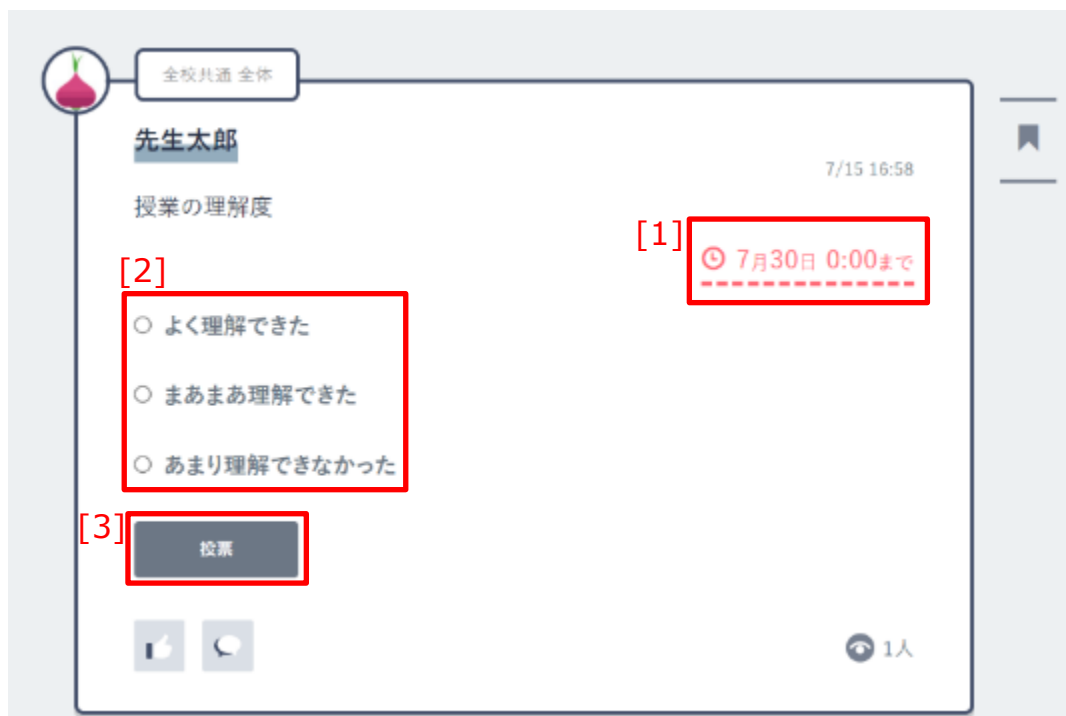 全校共通 全体
先生太郎
7/15 16:58
授業の理解度
[1]
7月30日 0:00まで
[2]
よく理解できた
まあまあ理解できた
あまり理解できなかった
[3]
投票
1人